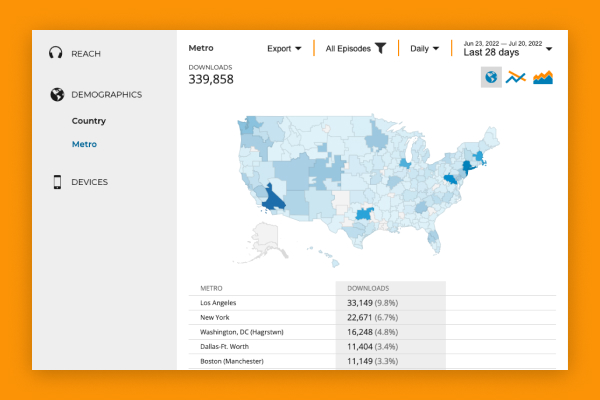 REACH
DEMOGRAPHICS
Country
Metro
DEVICES
Metro
Export
All Episodes
Daily
Jun 23, 2022 — Jul 20, 2022
Last 28 days
DOWNLOADS
339,858
METRO DOWNLOADS
Los Angeles 33,149 (9.8%)
New York 22,671 (6.7%)
Washington, DC (Hagrstwn) 16,248 (4.8%)
Dallas-Ft. Worth 11,404 (3.4%)
Boston (Manchester) 11,149 (3.3%)